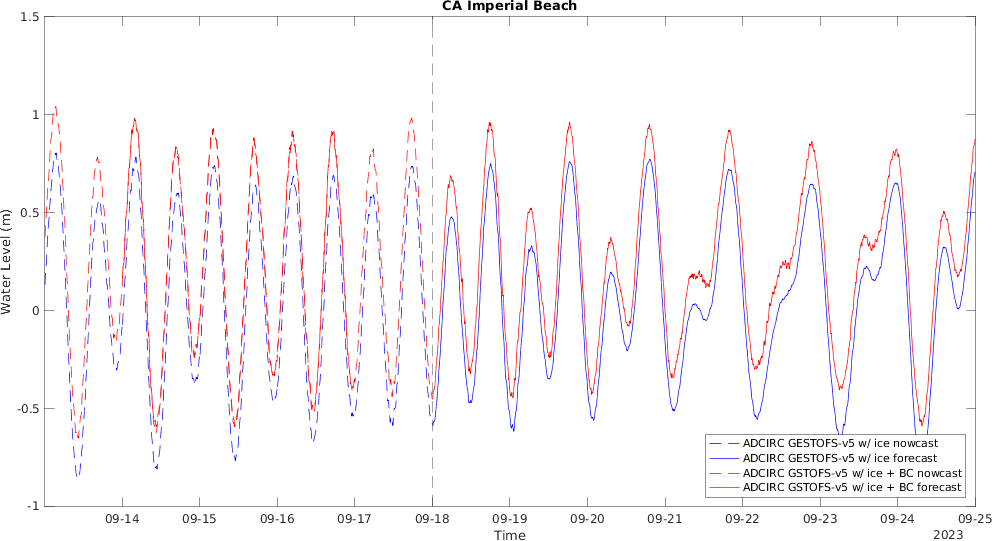 CA Imperial Beach
1.5
1
0.5
0
-0.5
-1
Water Level (m)
09-14 09-15 09-16 09-17 09-18 09-19 09-20 09-21 09-22 09-23 09-24 09-25
Time
2023
ADCIRC GESTOFS-v5 w/ ice nowcast
ADCIRC GESTOFS-v5 w/ ice forecast
ADCIRC GSTOFS-v5 w/ ice + BC nowcast
ADCIRC GSTOFS-v5 w/ ice + BC forecast